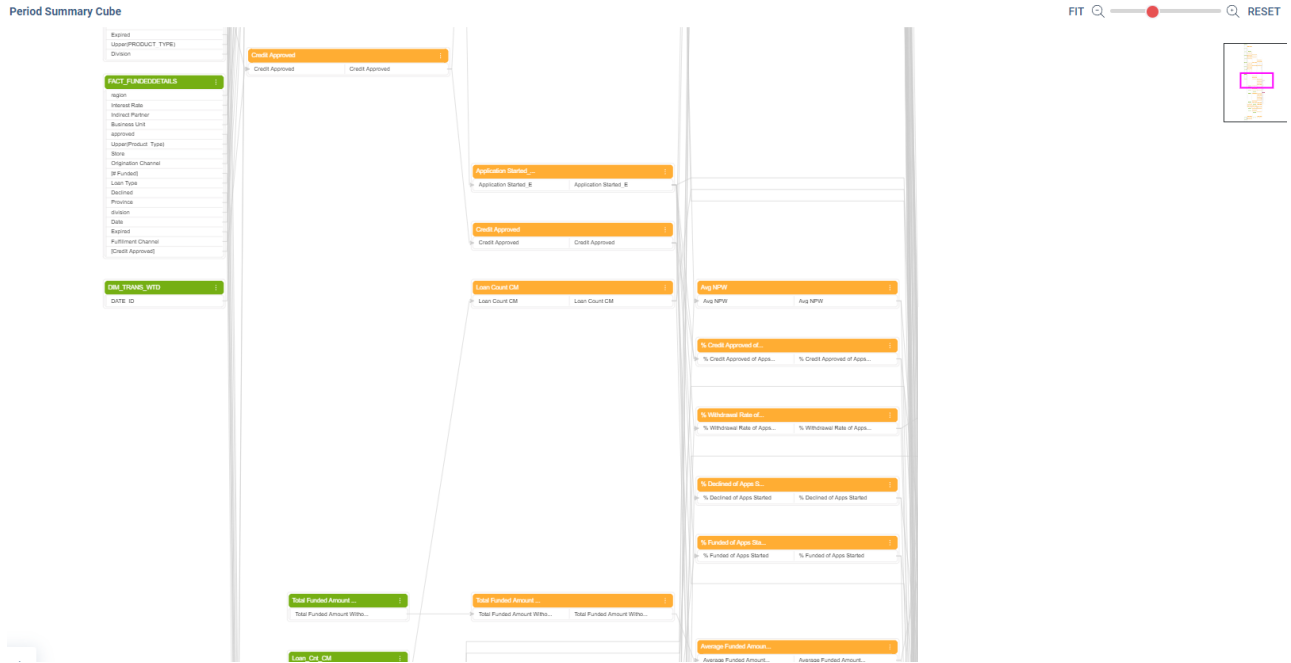 Period Summary Cube
FIT
RESET
Expired
Upper(PRODUCT_TYPE)
Division
FACT_FUNDEDDETAILS
region
Interest Rate
Indirect Partner
Business Unit
approved
Upper(Product_Type)
Store
Origination Channel
[# Funded]
Loan Type
Declined
Province
division
Date
Expired
Fulfillment Channel
[Credit Approved]
DIM_TRANS_WTD
DATE_ID
Credit Approved
Credit Approved Credit Approved
Application Started_...
Application Started_E Application Started_E
Credit Approved
Credit Approved Credit Approved
Loan Count CM
Loan Count CM Loan Count CM
Avg NPW
Avg NPW Avg NPW
% Credit Approved of...
% Credit Approved of Apps... % Credit Approved of Apps...
% Withdrawal Rate of...
% Withdrawal Rate of Apps... % Withdrawal Rate of Apps...
% Declined of Apps S...
% Declined of Apps Started % Declined of Apps Started
% Funded of Apps Sta...
% Funded of Apps Started % Funded of Apps Started
Total Funded Amount ...
Total Funded Amount Witho...
Total Funded Amount ...
Total Funded Amount Witho... Total Funded Amount Witho...
Average Funded Amoun...
Average Funded Amount... Average Funded Amount...
Loan_Cnt_CM